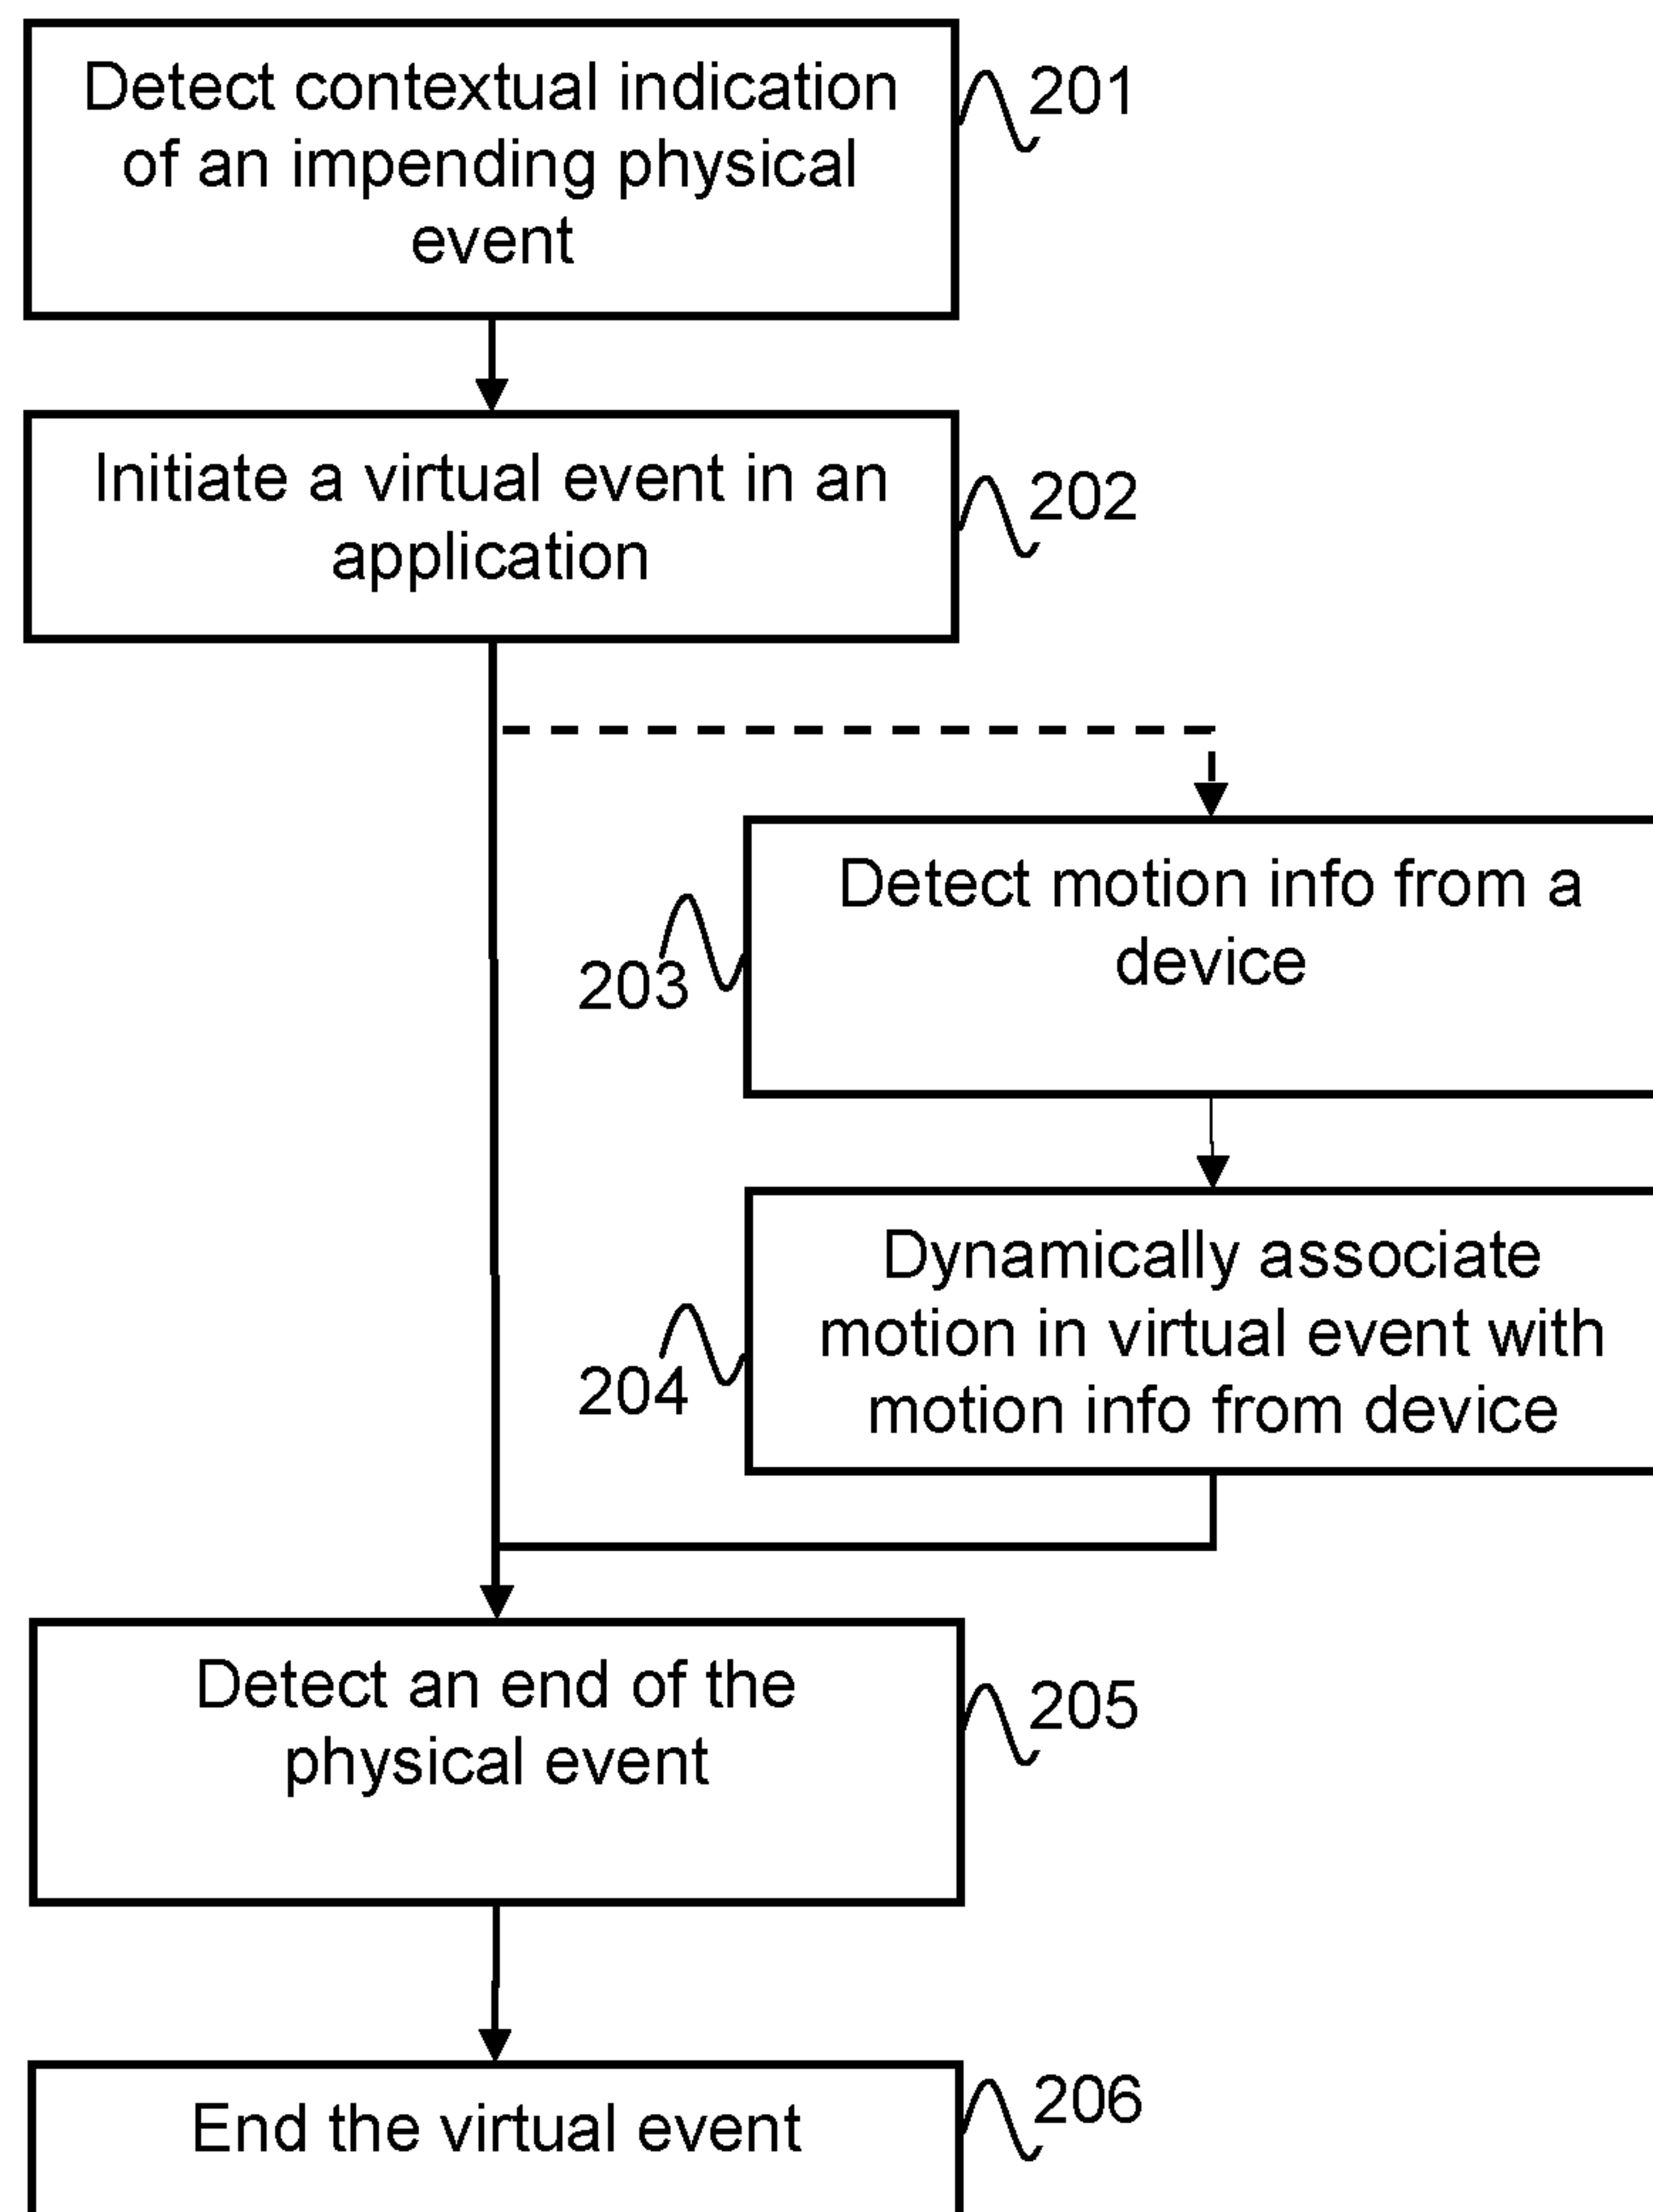 Detect contextual indication
of an impending physical
event
201
Initiate a virtual event in an
application
202
Detect motion info from a
device
203
Dynamically associate
motion in virtual event with
motion info from device
204
Detect an end of the
physical event
205
End the virtual event
206